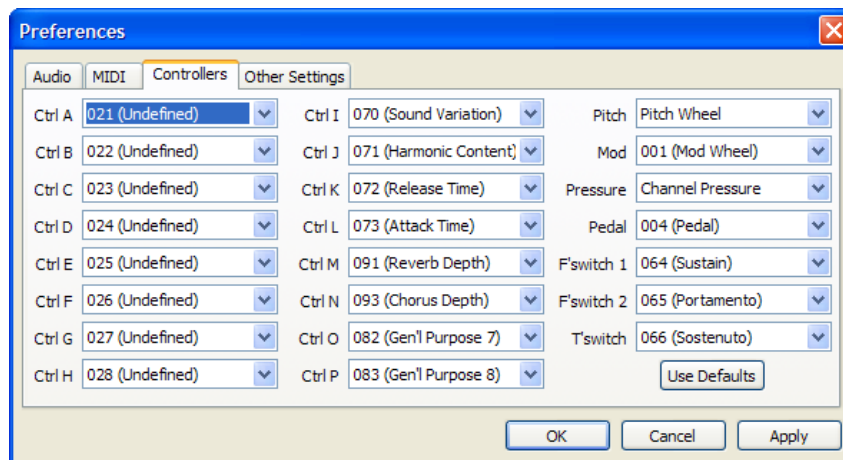 Preferences
Audio MIDI Controllers Other Settings
Ctrl A 021 (Undefined) Ctrl I 070 (Sound Variation) Pitch Pitch Wheel
Ctrl B 022 (Undefined) Ctrl J 071 (Harmonic Content) Mod 001 (Mod Wheel)
Ctrl C 023 (Undefined) Ctrl K 072 (Release Time) Pressure Channel Pressure
Ctrl D 024 (Undefined) Ctrl L 073 (Attack Time) Pedal 004 (Pedal)
Ctrl E 025 (Undefined) Ctrl M 091 (Reverb Depth) F'switch 1 064 (Sustain)
Ctrl F 026 (Undefined) Ctrl N 093 (Chorus Depth) F'switch 2 065 (Portamento)
Ctrl G 027 (Undefined) Ctrl O 082 (Gen'l Purpose 7) T'switch 066 (Sostenuto)
Ctrl H 028 (Undefined) Ctrl P 083 (Gen'l Purpose 8) Use Defaults
OK Cancel Apply